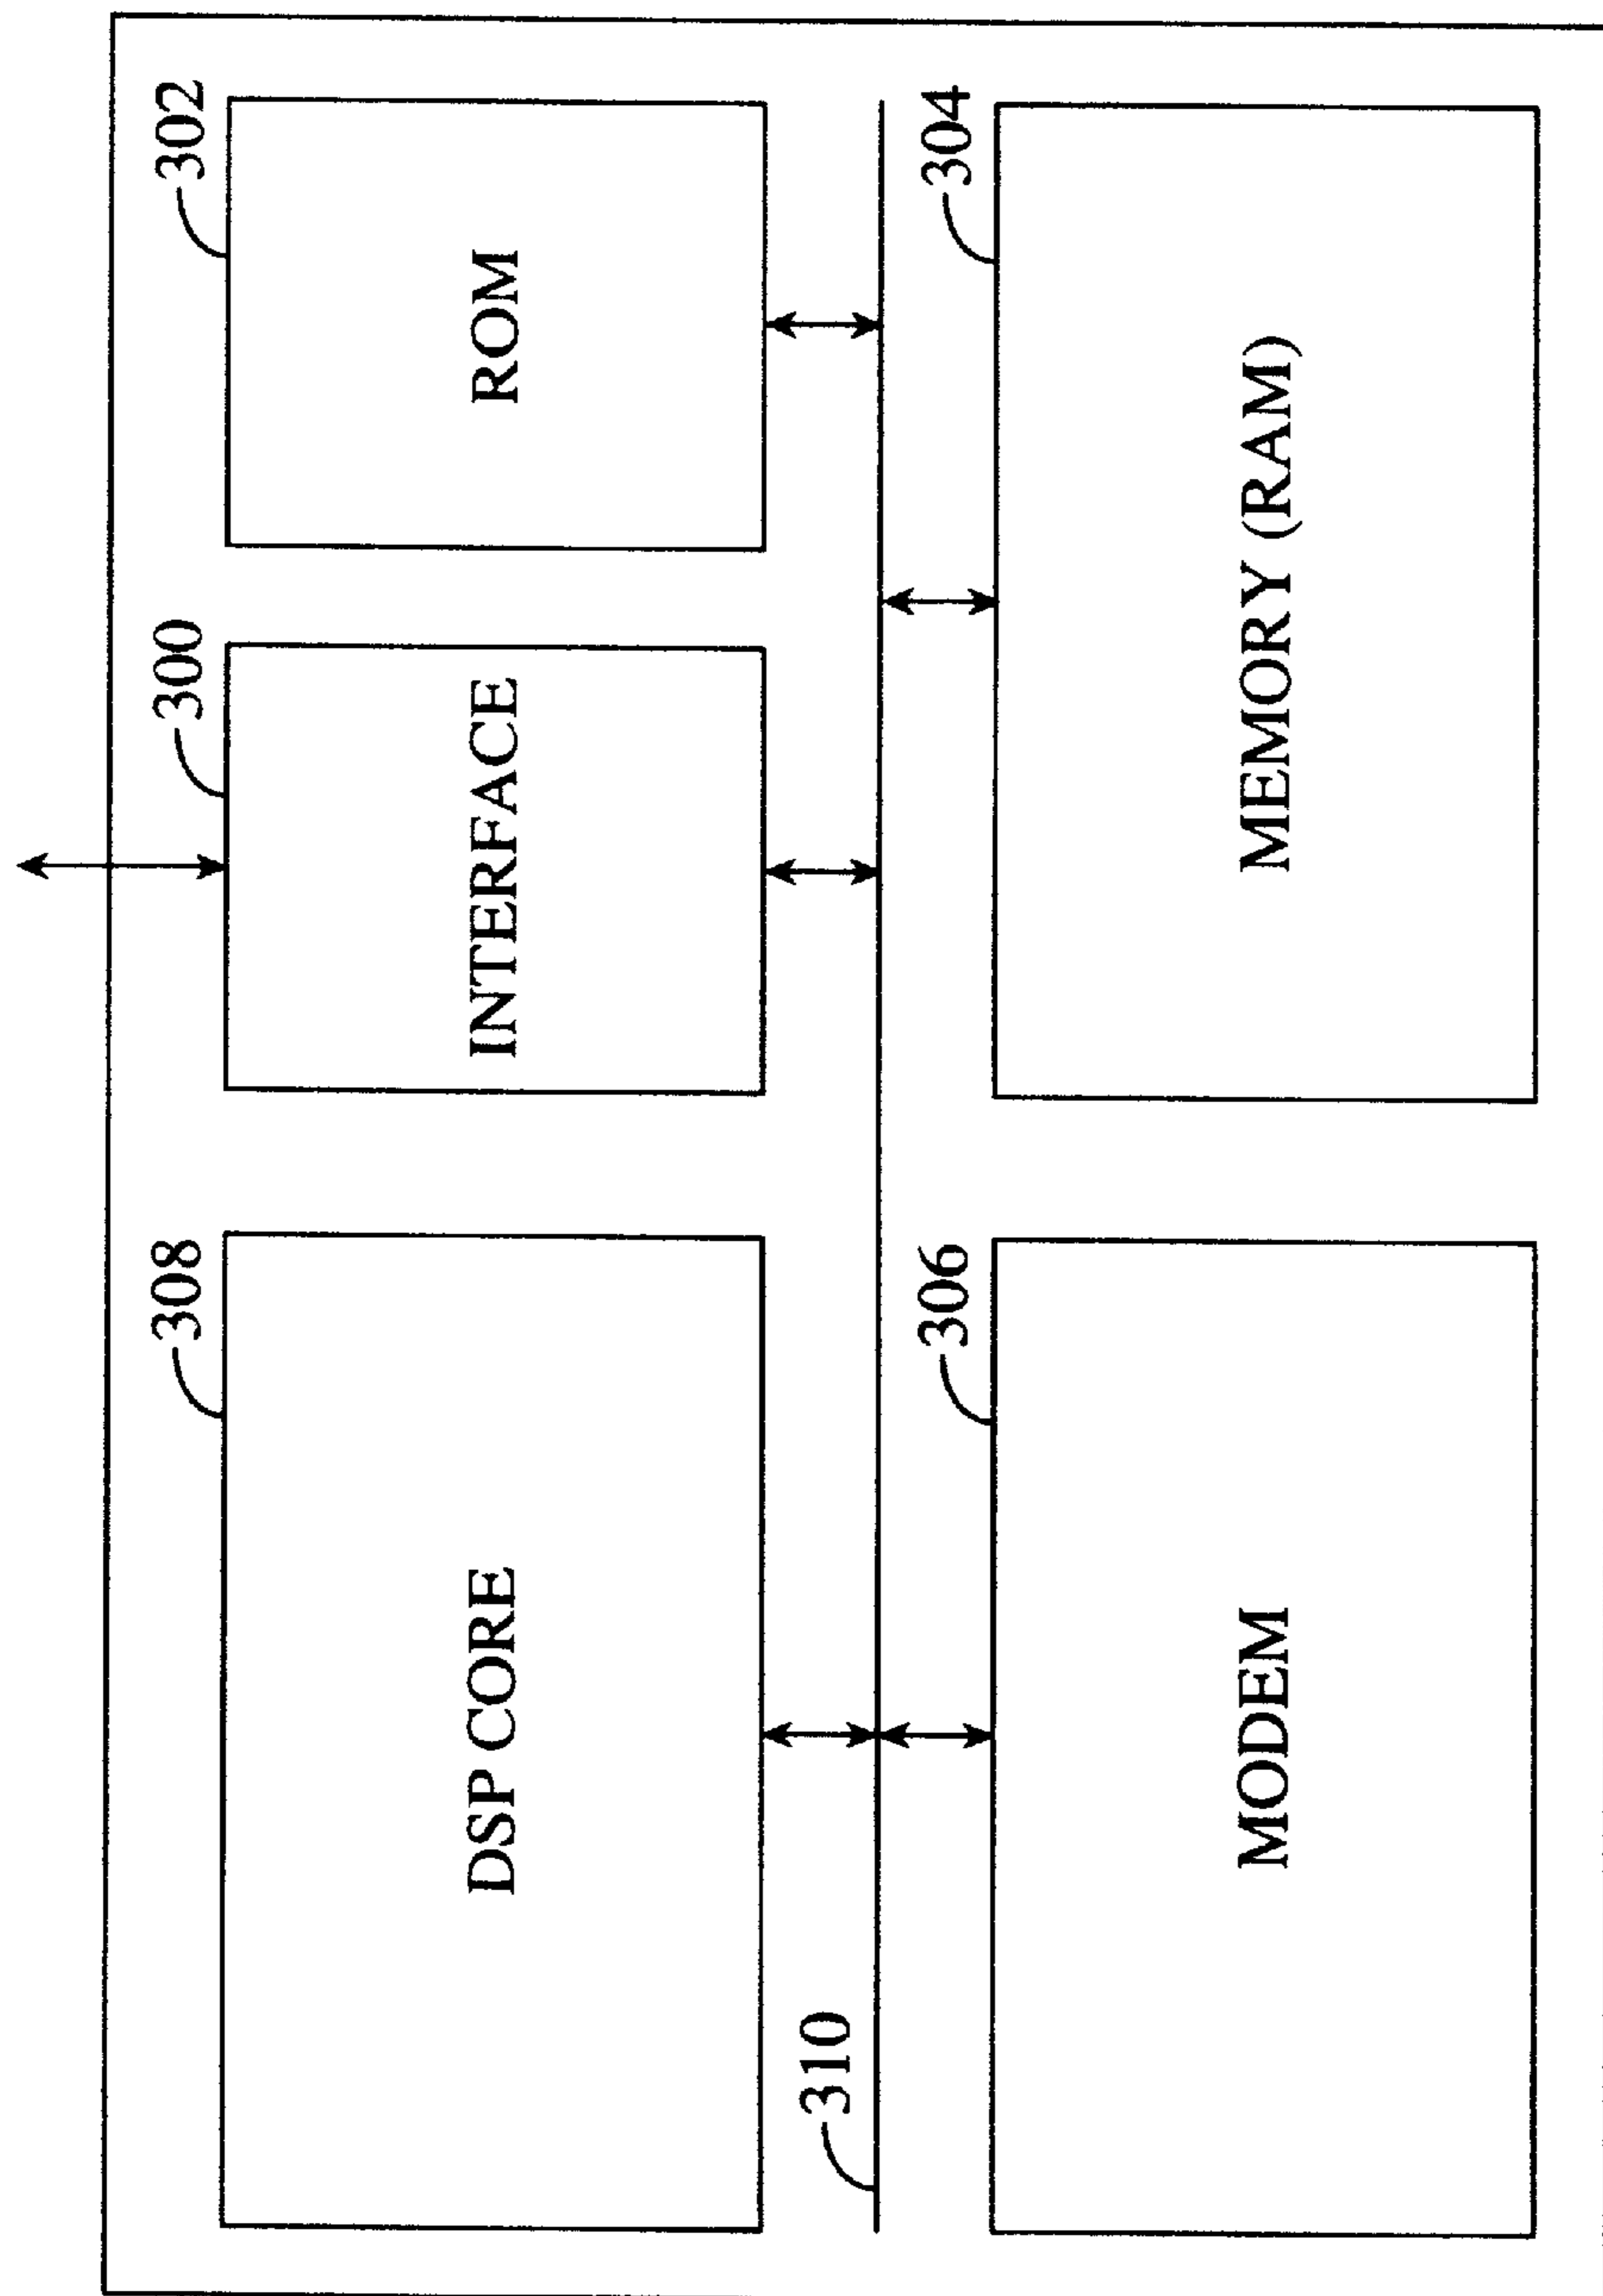 308
DSP CORE
300
INTERFACE
302
ROM
310
306
MODEM
304
MEMORY (RAM)